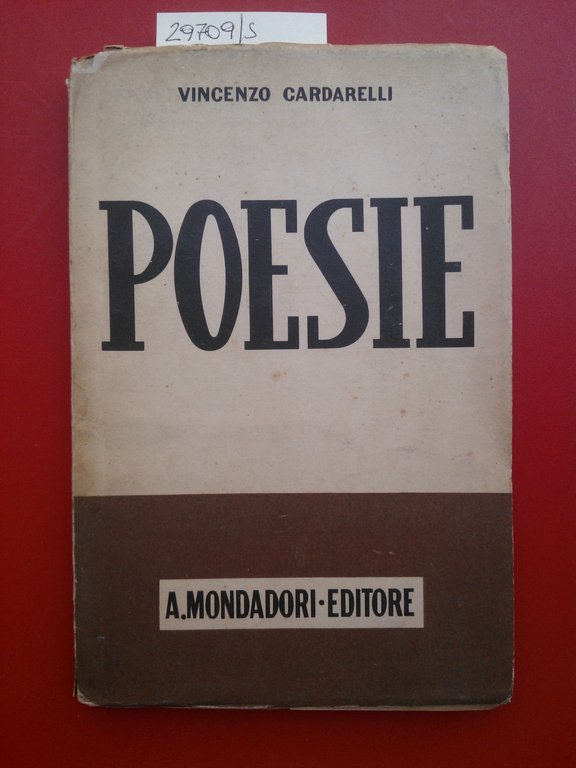 29709/s
VINCENZO CARDARELLI
POESIE
A.MONDADORI·EDITORE